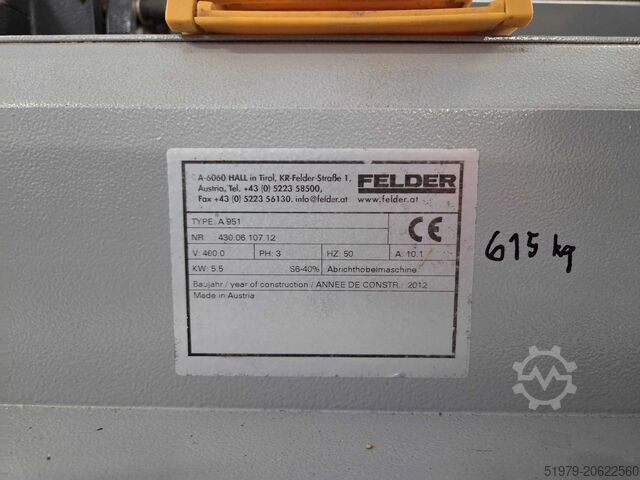 A-6060 HALL in Tirol, KR-Felder-Straße 1,
Austria, Tel. +43 (0) 5223 58500,
Fax +43 (0) 5223 56130. info@felder.at
FELDER
www.felder.at
TYPE: A 951
NR.: 430.06.107.12
CE
V: 400.0 PH: 3 HZ: 50 A: 10.1
KW: 5.5 S6-40% Abrichthobelmaschine
Baujahr / year of construction / ANNEE DE CONSTR.: 2012
Made in Austria
615 kg
51979-20622560